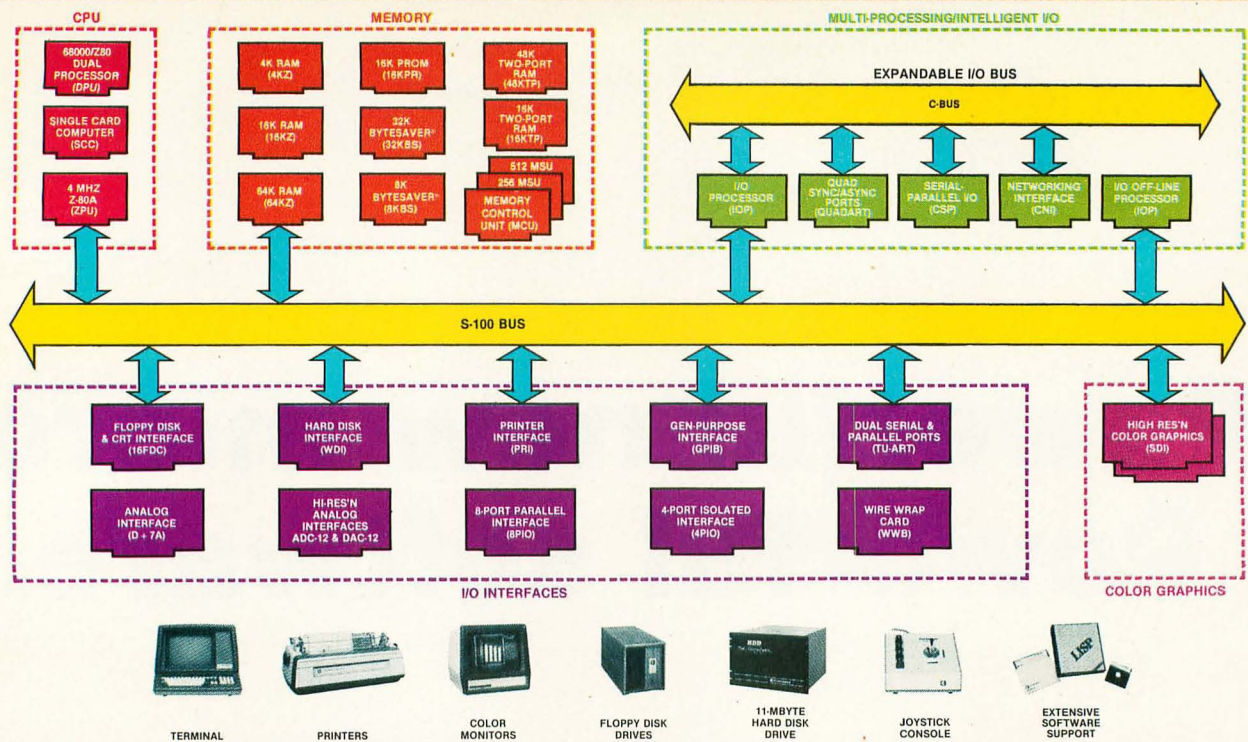 CPU
68000/Z80
DUAL
PROCESSOR
(DPU)
SINGLE CARD
COMPUTER
(SCC)
4 MHZ
Z-80A
(ZPU)
MEMORY
4K RAM
(4KZ)
16K PROM
(16KPR)
48K
TWO-PORT
RAM
(48KTP)
16K RAM
(16KZ)
32K
BYTESAVER®
(32KBS)
16K
TWO-PORT
RAM
(16KTP)
64K RAM
(64KZ)
8K
BYTESAVER®
(8KBS)
512 MSU
256 MSU
MEMORY
CONTROL
UNIT (MCU)
MULTI-PROCESSING/INTELLIGENT I/O
EXPANDABLE I/O BUS
C-BUS
I/O
PROCESSOR
(IOP)
QUAD
SYNC/ASYNC
PORTS
(QUADART)
SERIAL-
PARALLEL I/O
(CSP)
NETWORKING
INTERFACE
(CNI)
I/O OFF-LINE
PROCESSOR
(IOP)
S-100 BUS
FLOPPY DISK
& CRT INTERFACE
(16FDC)
HARD DISK
INTERFACE
(WDI)
PRINTER
INTERFACE
(PRI)
GEN-PURPOSE
INTERFACE
(GPIB)
DUAL SERIAL &
PARALLEL PORTS
(TU-ART)
HIGH RES'N
COLOR GRAPHICS
(SDI)
ANALOG
INTERFACE
(D + 7A)
HI-RES'N
ANALOG
INTERFACES
ADC-12 & DAC-12
8-PORT PARALLEL
INTERFACE
(8PIO)
4-PORT ISOLATED
INTERFACE
(4PIO)
WIRE WRAP
CARD
(WWB)
I/O INTERFACES
COLOR GRAPHICS
HDD
LISP
TERMINAL
PRINTERS
COLOR
MONITORS
FLOPPY DISK
DRIVES
11-MBYTE
HARD DISK
DRIVE
JOYSTICK
CONSOLE
EXTENSIVE
SOFTWARE
SUPPORT